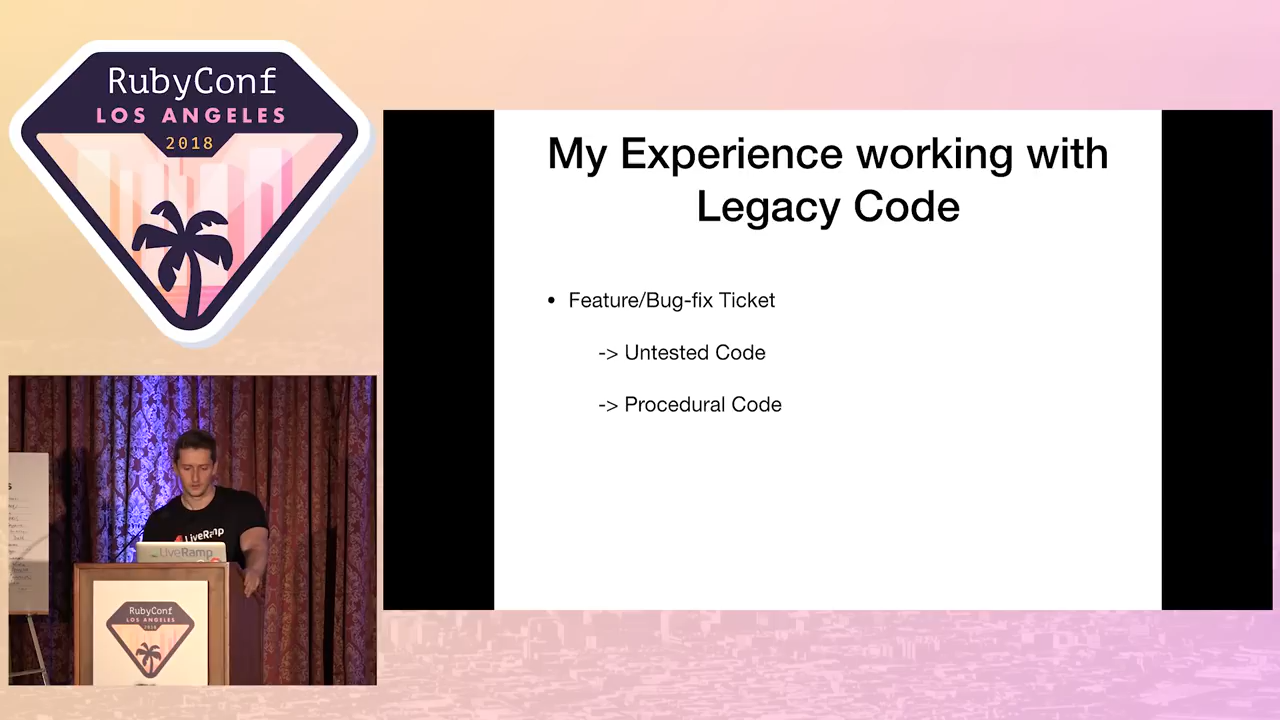 RubyConf
LOS ANGELES
2018
My Experience working with
Legacy Code
• Feature/Bug-fix Ticket
-> Untested Code
-> Procedural Code
LiveRamp
LiveRamp
RubyConf
LOS ANGELES
2018